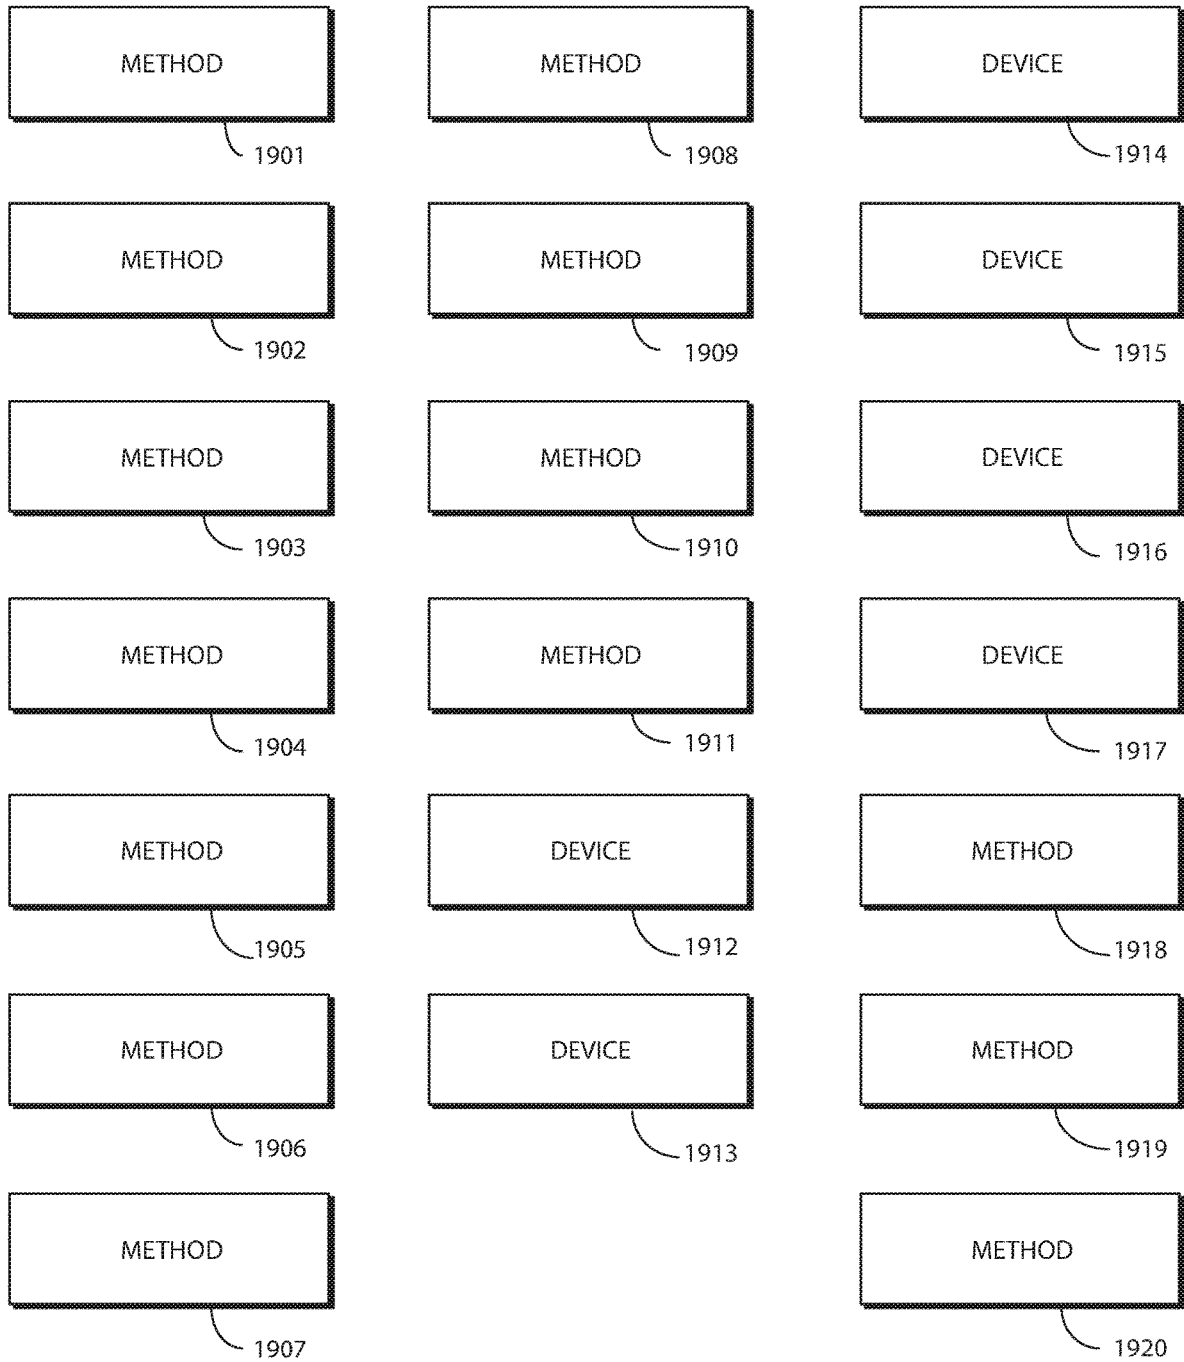 METHOD
1901
METHOD
1902
METHOD
1903
METHOD
1904
METHOD
1905
METHOD
1906
METHOD
1907
METHOD
1908
METHOD
1909
METHOD
1910
METHOD
1911
DEVICE
1912
DEVICE
1913
DEVICE
1914
DEVICE
1915
DEVICE
1916
DEVICE
1917
METHOD
1918
METHOD
1919
METHOD
1920